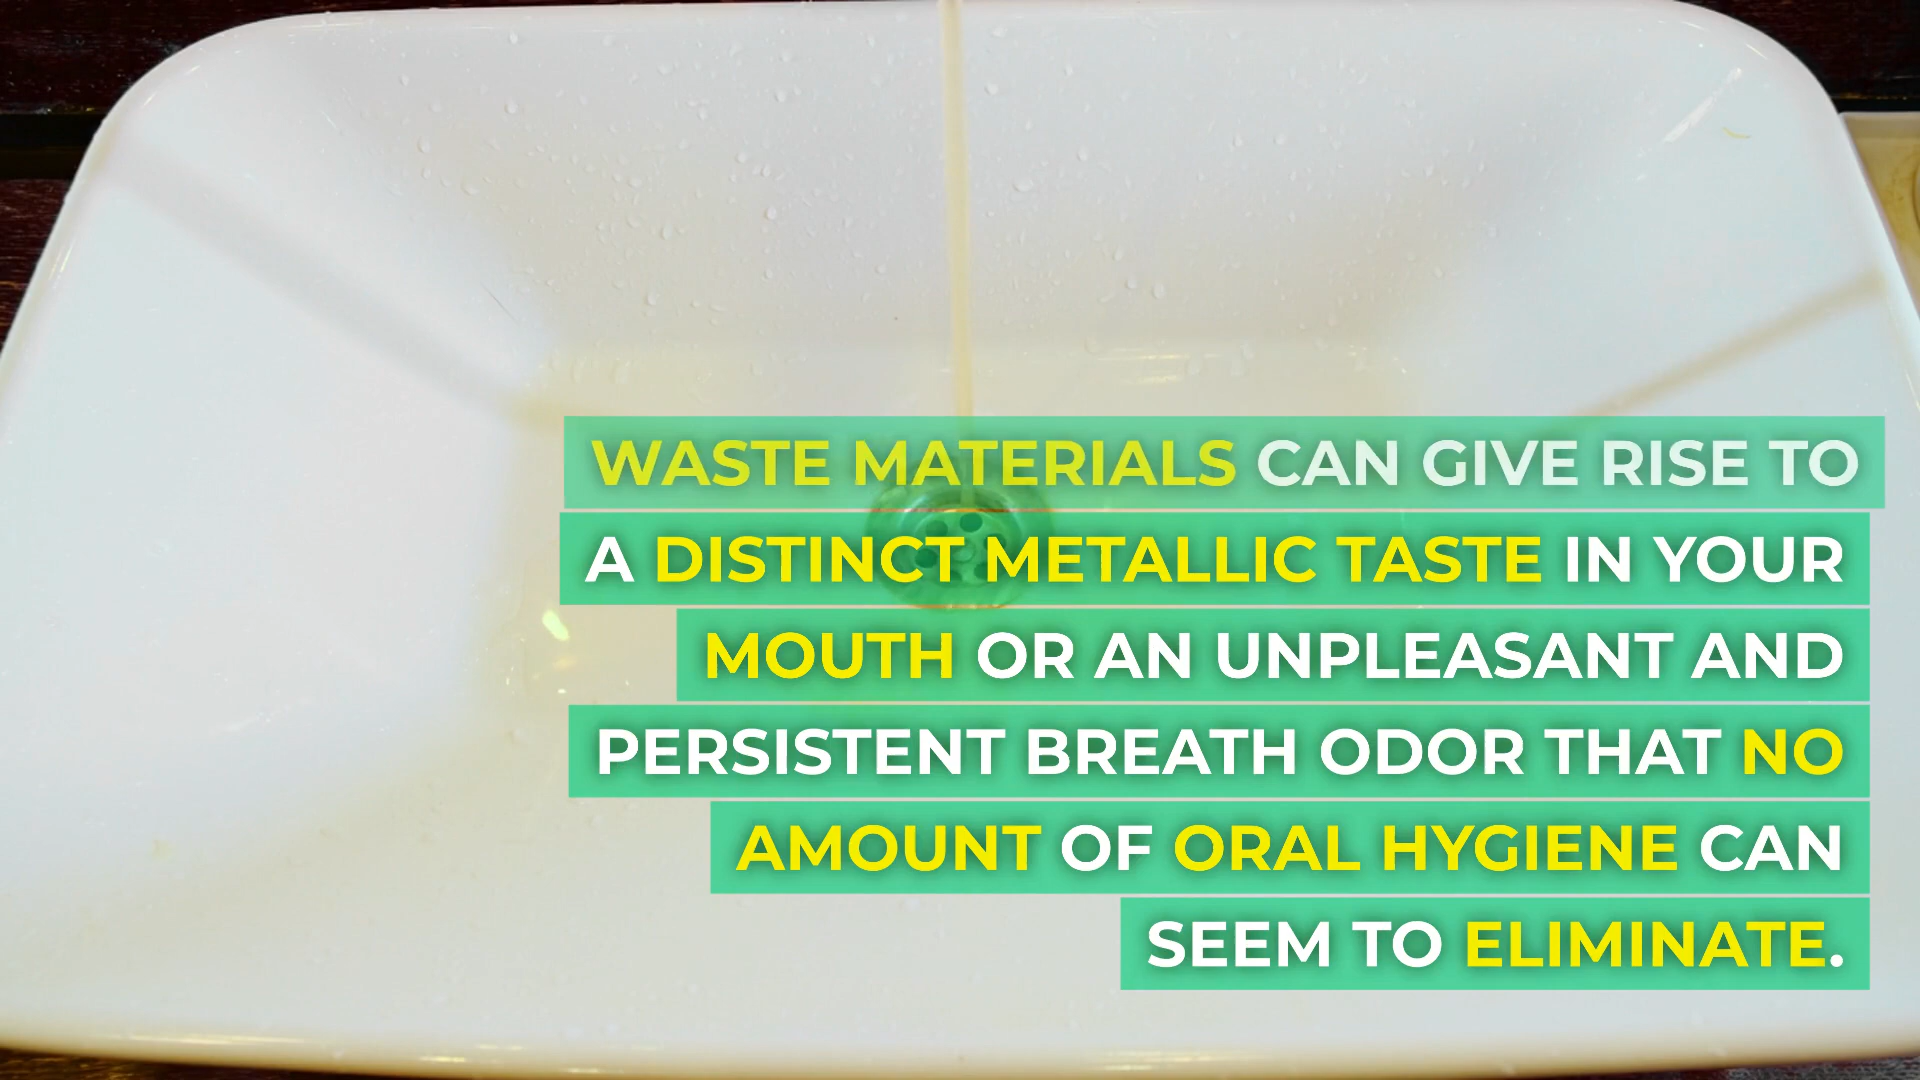 WASTE MATERIALS CAN GIVE RISE TO
A DISTINCT METALLIC TASTE IN YOUR
MOUTH OR AN UNPLEASANT AND
PERSISTENT BREATH ODOR THAT NO
AMOUNT OF ORAL HYGIENE CAN
SEEM TO ELIMINATE.